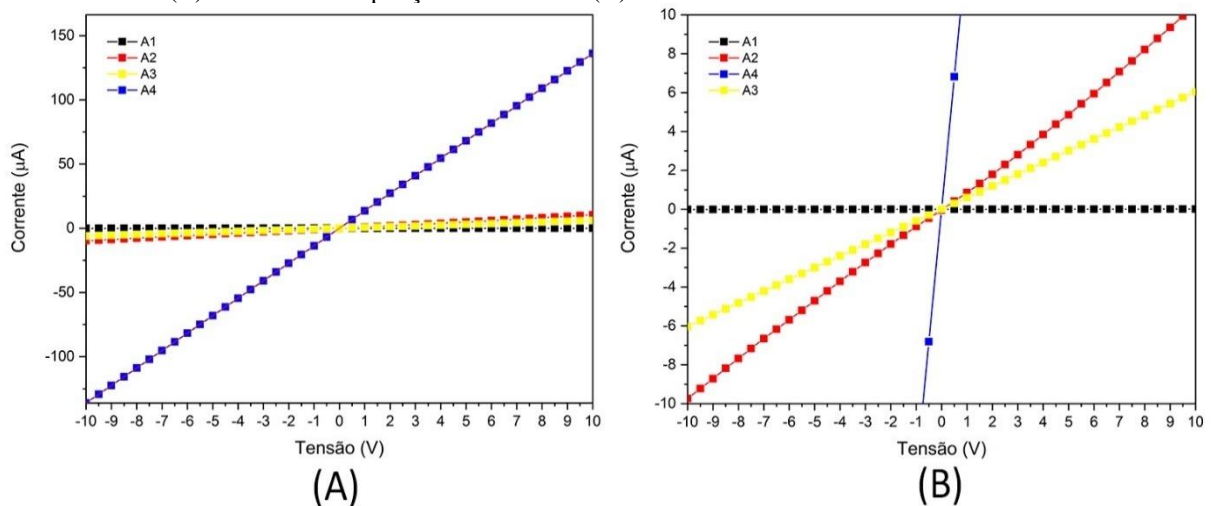 150
100
50
0
-50
-100
Corrente (µA)
A1
A2
A3
A4
-10 -9 -8 -7 -6 -5 -4 -3 -2 -1 0 1 2 3 4 5 6 7 8 9 10
Tensão (V)
(A)
10
8
6
4
2
0
-2
-4
-6
-8
-10
Corrente (µA)
A1
A2
A4
A3
-10 -9 -8 -7 -6 -5 -4 -3 -2 -1 0 1 2 3 4 5 6 7 8 9 10
Tensão (V)
(B)